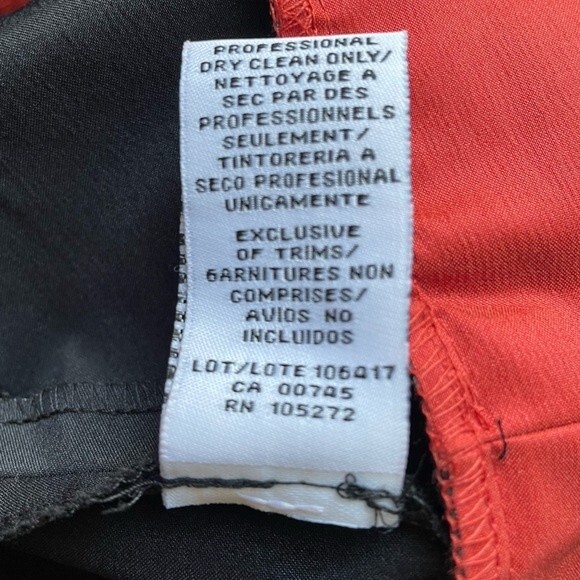 PROFESSIONAL
DRY CLEAN ONLY/
NETTOYAGE A
SEC PAR DES
PROFESSIONNELS
SEULEMENT/
TINTORERIA A
SECO PROFESIONAL
UNICAMENTE
EXCLUSIVE
OF TRIMS/
GARNITURES NON
COMPRISES/
AVIOS NO
INCLUIDOS
LOT/LOTE 106417
CA 00745
RN 105272